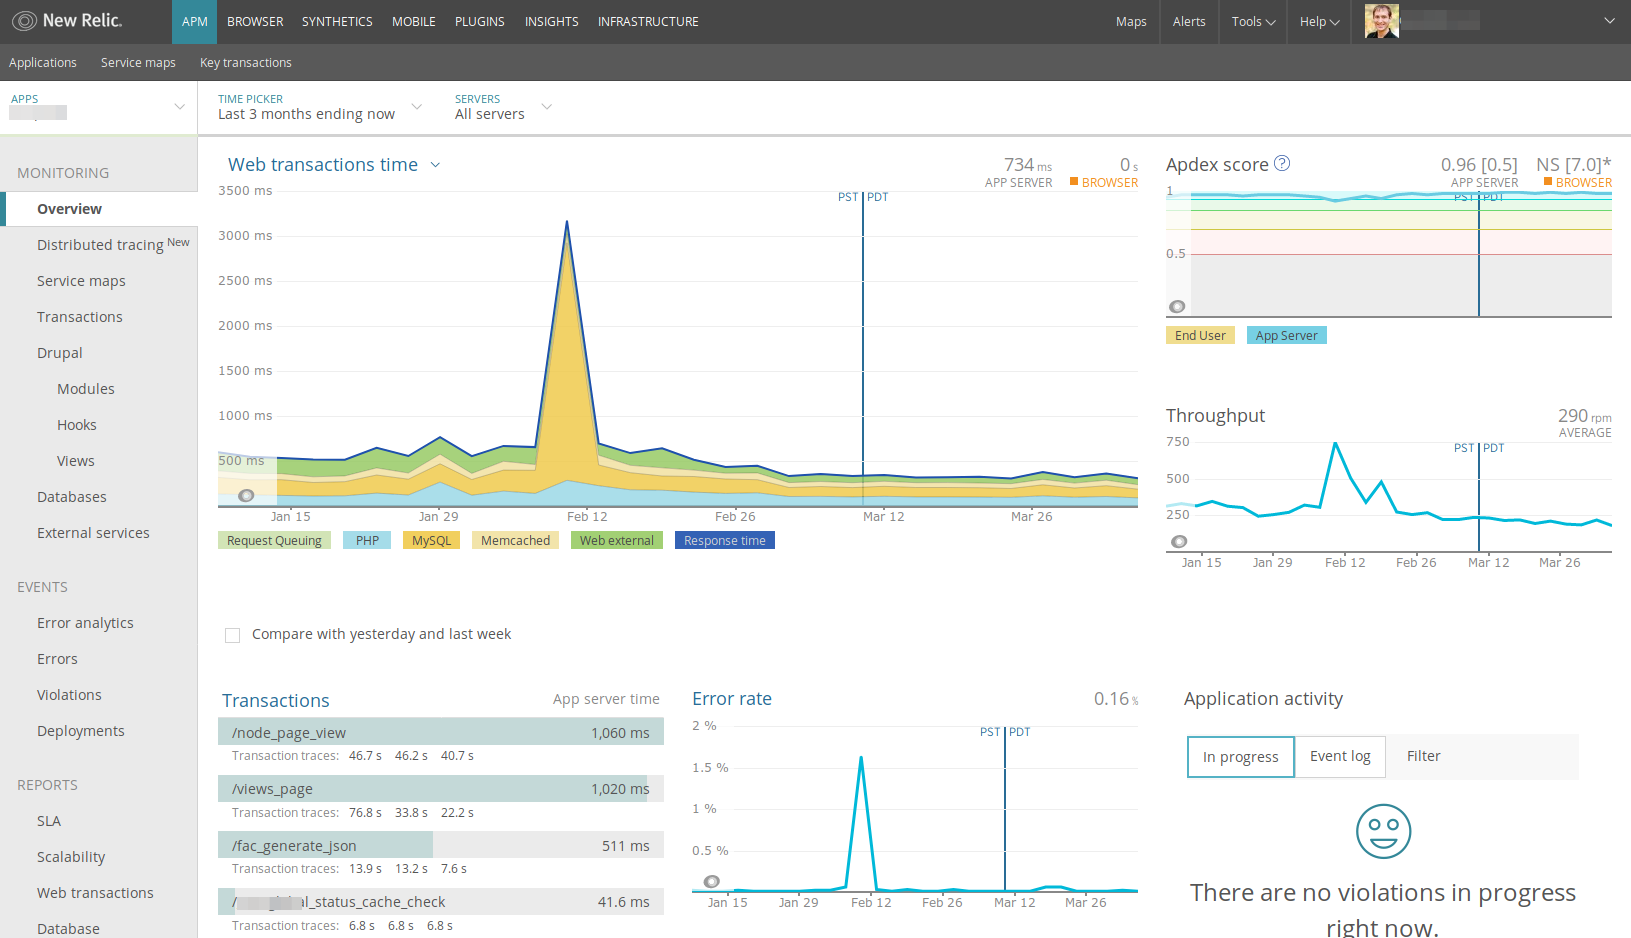 New Relic.
APM BROWSER SYNTHETICS MOBILE PLUGINS INSIGHTS INFRASTRUCTURE Maps Alerts Tools Help
Applications Service maps Key transactions
APPS
TIME PICKER
Last 3 months ending now
SERVERS
All servers
MONITORING
Overview
Distributed tracing New
Service maps
Transactions
Drupal
Modules
Hooks
Views
Databases
External services
EVENTS
Error analytics
Errors
Violations
Deployments
REPORTS
SLA
Scalability
Web transactions
Database
Web transactions time
734 ms
APP SERVER
0 s
BROWSER
3500 ms
3000 ms
2500 ms
2000 ms
1500 ms
1000 ms
500 ms
PST PDT
Jan 15 Jan 29 Feb 12 Feb 26 Mar 12 Mar 26
Request Queuing PHP MySQL Memcached Web external Response time
Compare with yesterday and last week
Apdex score ?
0.96 [0.5]
APP SERVER
NS [7.0]*
BROWSER
1
0.5
PST PDT
End User App Server
Throughput
290 rpm
AVERAGE
750
500
250
PST PDT
Jan 15 Jan 29 Feb 12 Feb 26 Mar 12 Mar 26
Transactions App server time
/node_page_view 1,060 ms
Transaction traces: 46.7 s 46.2 s 40.7 s
/views_page 1,020 ms
Transaction traces: 76.8 s 33.8 s 22.2 s
/fac_generate_json 511 ms
Transaction traces: 13.9 s 13.2 s 7.6 s
/ al_status_cache_check 41.6 ms
Transaction traces: 6.8 s 6.8 s 6.8 s
Error rate 0.16 %
2 %
1.5 %
1 %
0.5 %
PST PDT
Jan 15 Jan 29 Feb 12 Feb 26 Mar 12 Mar 26
Application activity
In progress Event log Filter
There are no violations in progress
right now.